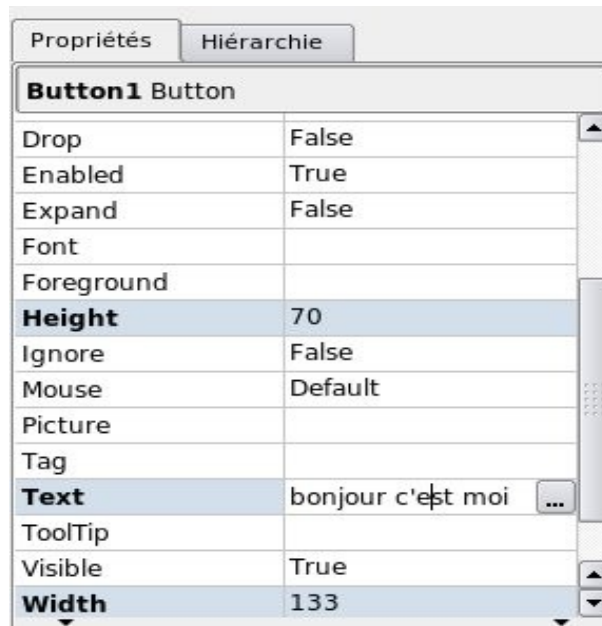 Propriétés Hiérarchie
Button1 Button
Drop False
Enabled True
Expand False
Font
Foreground
Height 70
Ignore False
Mouse Default
Picture
Tag
Text bonjour c'est moi ...
ToolTip
Visible True
Width 133